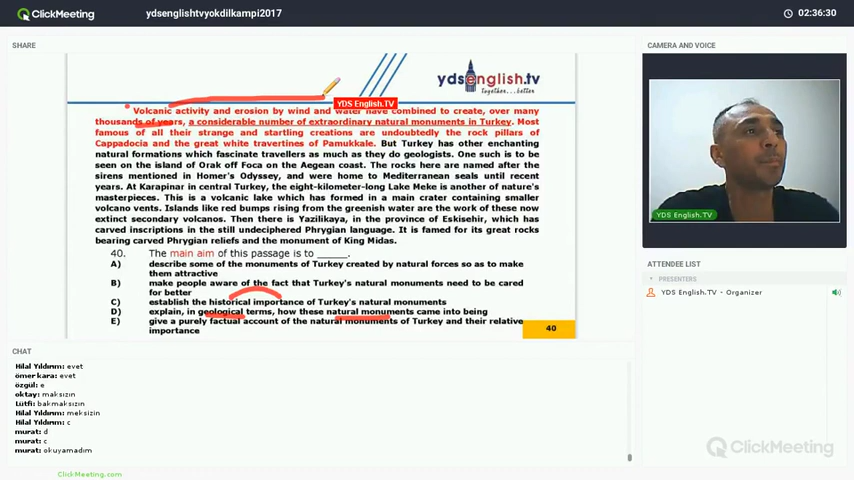 ClickMeeting
ydsenglishtvyokdilkampi2017
02:36:30
SHARE
CAMERA AND VOICE
ydsenglish.tv
together...better
YDS English.TV
Volcanic activity and erosion by wind and water have combined to create, over many
thousands of years, a considerable number of extraordinary natural monuments in Turkey. Most
famous of all their strange and startling creations are undoubtedly the rock pillars of
Cappadocia and the great white travertines of Pamukkale. But Turkey has other enchanting
natural formations which fascinate travellers as much as they do geologists. One such is to be
seen on the island of Orak off Foca on the Aegean coast. The rocks here are named after the
sirens mentioned in Homer's Odyssey, and were home to Mediterranean seals until recent
years. At Karapinar in central Turkey, the eight-kilometer-long Lake Meke is another of nature's
masterpieces. This is a volcanic lake which has formed in a main crater containing smaller
volcano vents. Islands like red bumps rising from the greenish water are the work of these now
extinct secondary volcanos. Then there is Yazilikaya, in the province of Eskisehir, which has
carved inscriptions in the still undeciphered Phrygian language. It is famed for its great rocks
bearing carved Phrygian reliefs and the monument of King Midas.
40. The main aim of this passage is to _____.
A) describe some of the monuments of Turkey created by natural forces so as to make
them attractive
B) make people aware of the fact that Turkey's natural monuments need to be cared
for better
C) establish the historical importance of Turkey's natural monuments
D) explain, in geological terms, how these natural monuments came into being
E) give a purely factual account of the natural monuments of Turkey and their relative
importance
40
YDS English.TV
ATTENDEE LIST
PRESENTERS
YDS English.TV - Organizer
CHAT
Hilal Yıldırım: evet
ömer kara: evet
özgül: e
oktay: maksızın
Lütfi: bakmaksızın
Hilal Yıldırım: meksizin
Hilal Yıldırım: c
murat: d
murat: c
murat: okuyamadım
ClickMeeting
ClickMeeting.com